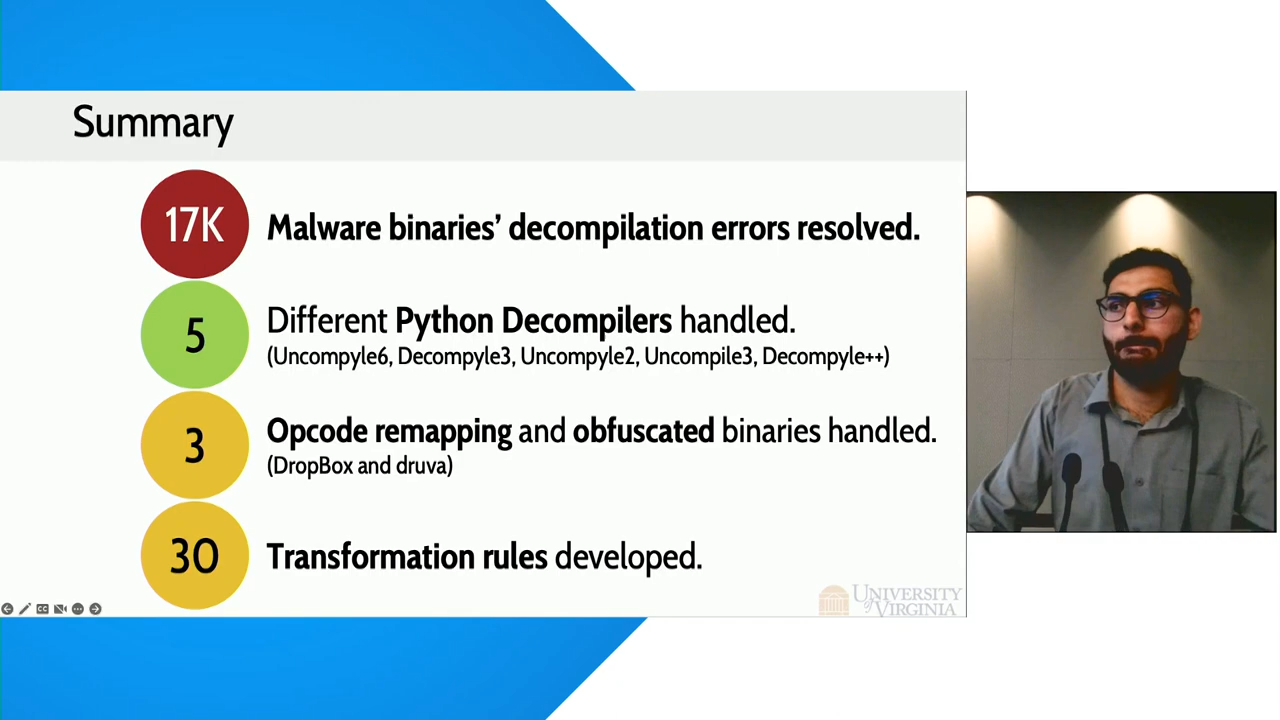 Summary
17K
Malware binaries’ decompilation errors resolved.
5
Different Python Decompilers handled.
(Uncompyle6, Decompyle3, Uncompyle2, Uncompile3, Decompyle++)
3
Opcode remapping and obfuscated binaries handled.
(DropBox and druva)
30
Transformation rules developed.
CC
UNIVERSITY
of VIRGINIA